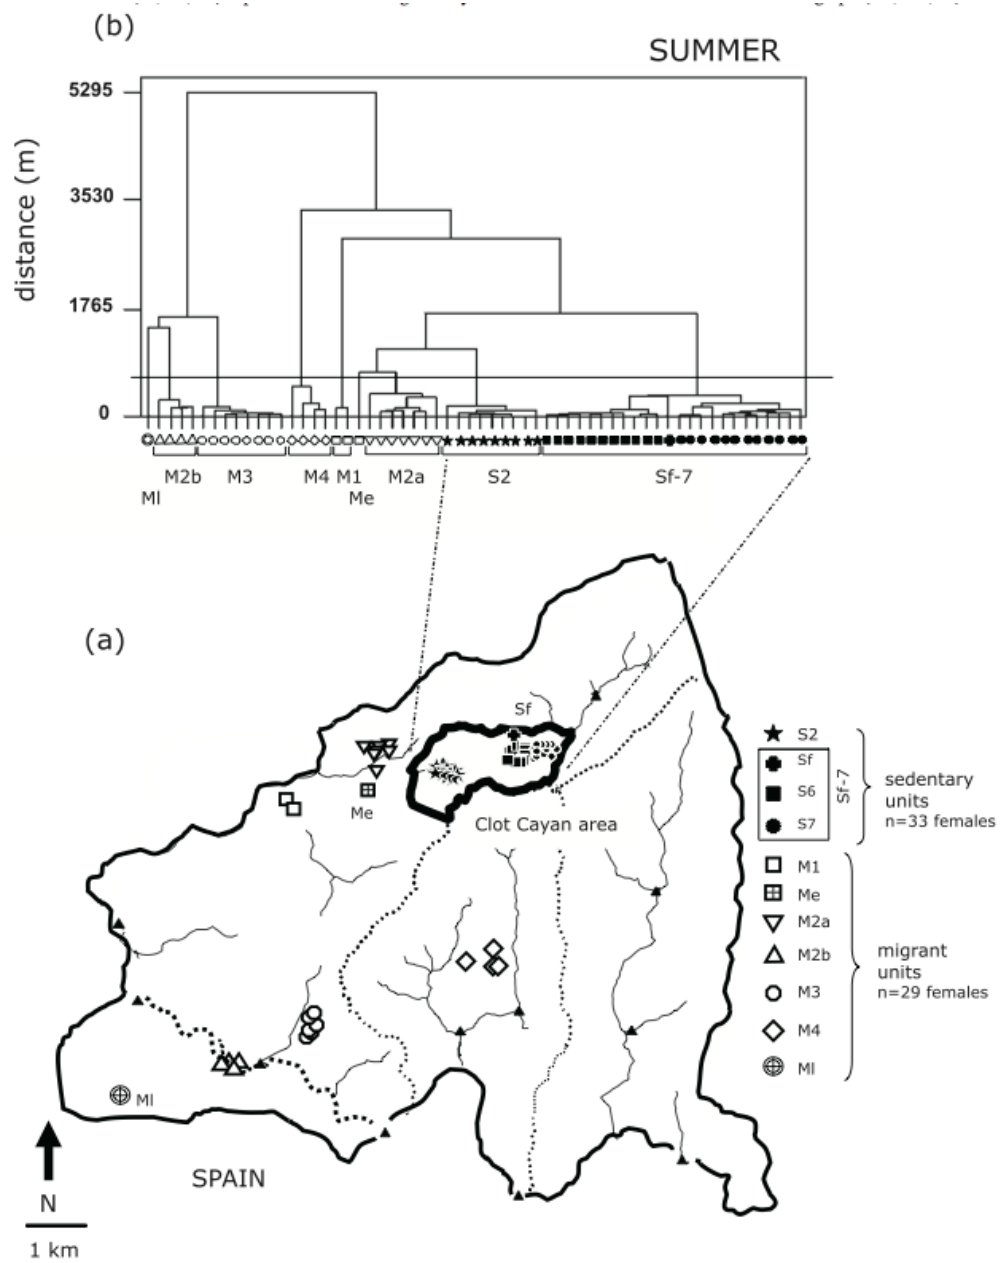 (b)
SUMMER
distance (m)
5295
3530
1765
0
M2b M3 M4 M1 M2a S2 Sf-7
Ml Me
(a)
Sf
Me
Clot Cayan area
Ml
SPAIN
N
1 km
S2
Sf
S6
S7
Sf-7
sedentary
units
n=33 females
M1
Me
M2a
M2b
M3
M4
Ml
migrant
units
n=29 females